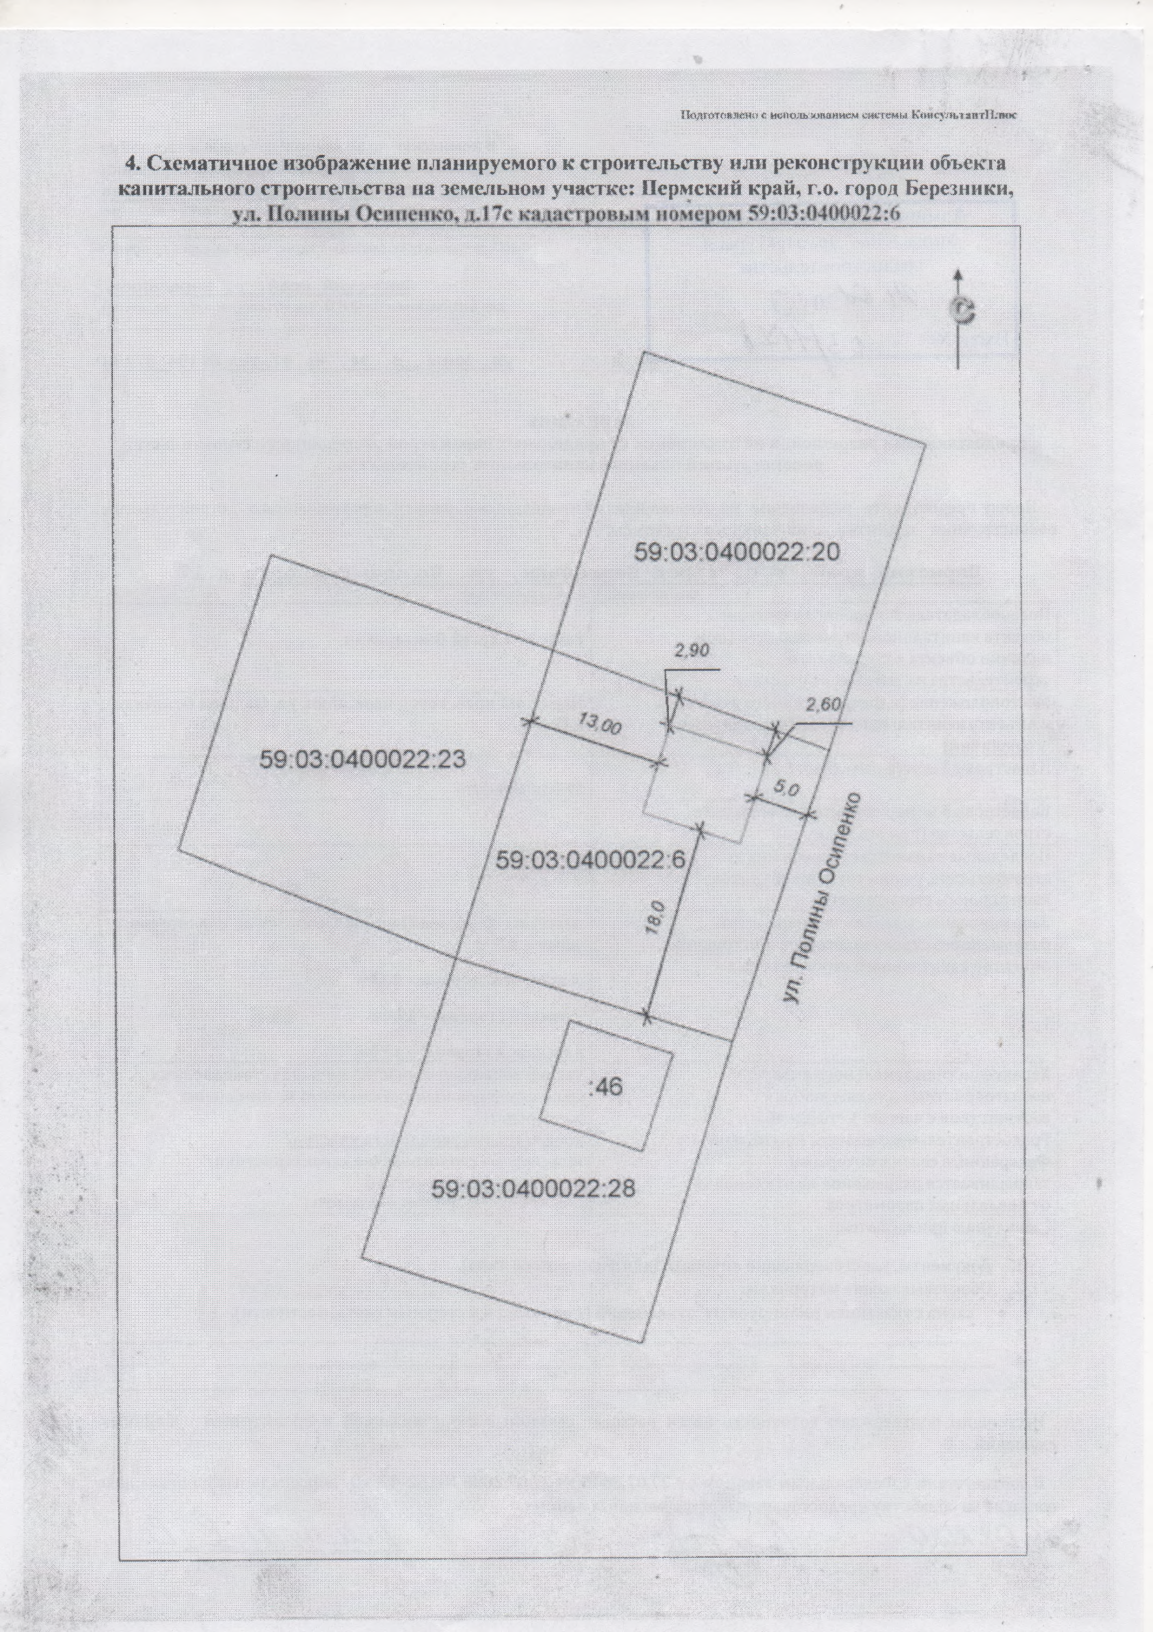 Подготовлено с использованием системы КонсультантПлюс
4. Схематичное изображение планируемого к строительству или реконструкции объекта
капитального строительства на земельном участке: Пермский край, г.о. город Березники,
ул. Полины Осипенко, д.17с кадастровым номером 59:03:0400022:6
С
59:03:0400022:20
2,90
2,60
13,00
59:03:0400022:23
5,0
59:03:0400022:6
18,0
ул. Полины Осипенко
:46
59:03:0400022:28